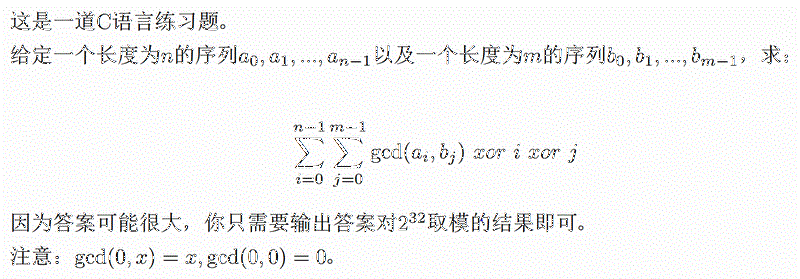 这是一道C语言练习题。
给定一个长度为n的序列a₀, a₁, ..., aₙ₋₁以及一个长度为m的序列b₀, b₁, ..., bₘ₋₁，求：
∑_{i=0}^{n-1} ∑_{j=0}^{m-1} gcd(a_i, b_j) xor i xor j
因为答案可能很大，你只需要输出答案对2³²取模的结果即可。
注意：gcd(0, x) = x, gcd(0, 0) = 0。